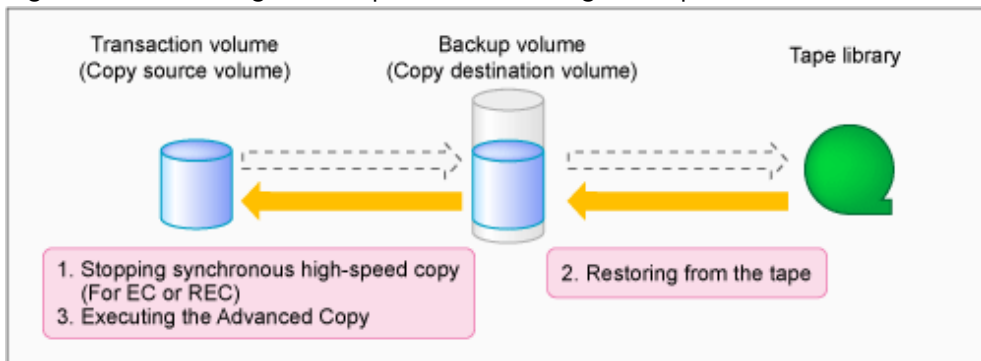 Transaction volume
(Copy source volume)
Backup volume
(Copy destination volume)
Tape library
1. Stopping synchronous high-speed copy
(For EC or REC)
3. Executing the Advanced Copy
2. Restoring from the tape